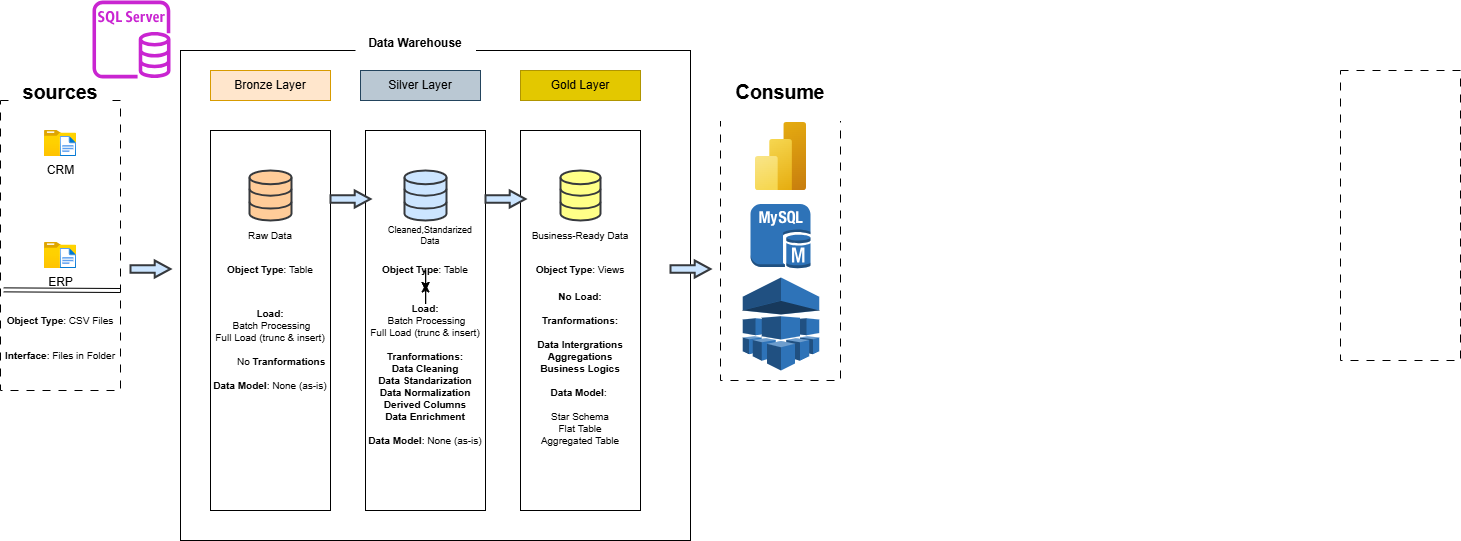 SQL Server
Data Warehouse
sources
CRM
ERP
Object Type: CSV Files
Interface: Files in Folder
Bronze Layer
Raw Data
Object Type: Table
Load:
Batch Processing
Full Load (trunc & insert)
No Tranformations
Data Model: None (as-is)
Silver Layer
Cleaned,Standarized
Data
Object Type: Table
Load:
Batch Processing
Full Load (trunc & insert)
Tranformations:
Data Cleaning
Data Standarization
Data Normalization
Derived Columns
Data Enrichment
Data Model: None (as-is)
Gold Layer
Business-Ready Data
Object Type: Views
No Load:
Tranformations:
Data Intergrations
Aggregations
Business Logics
Data Model:
Star Schema
Flat Table
Aggregated Table
Consume
MySQL
M